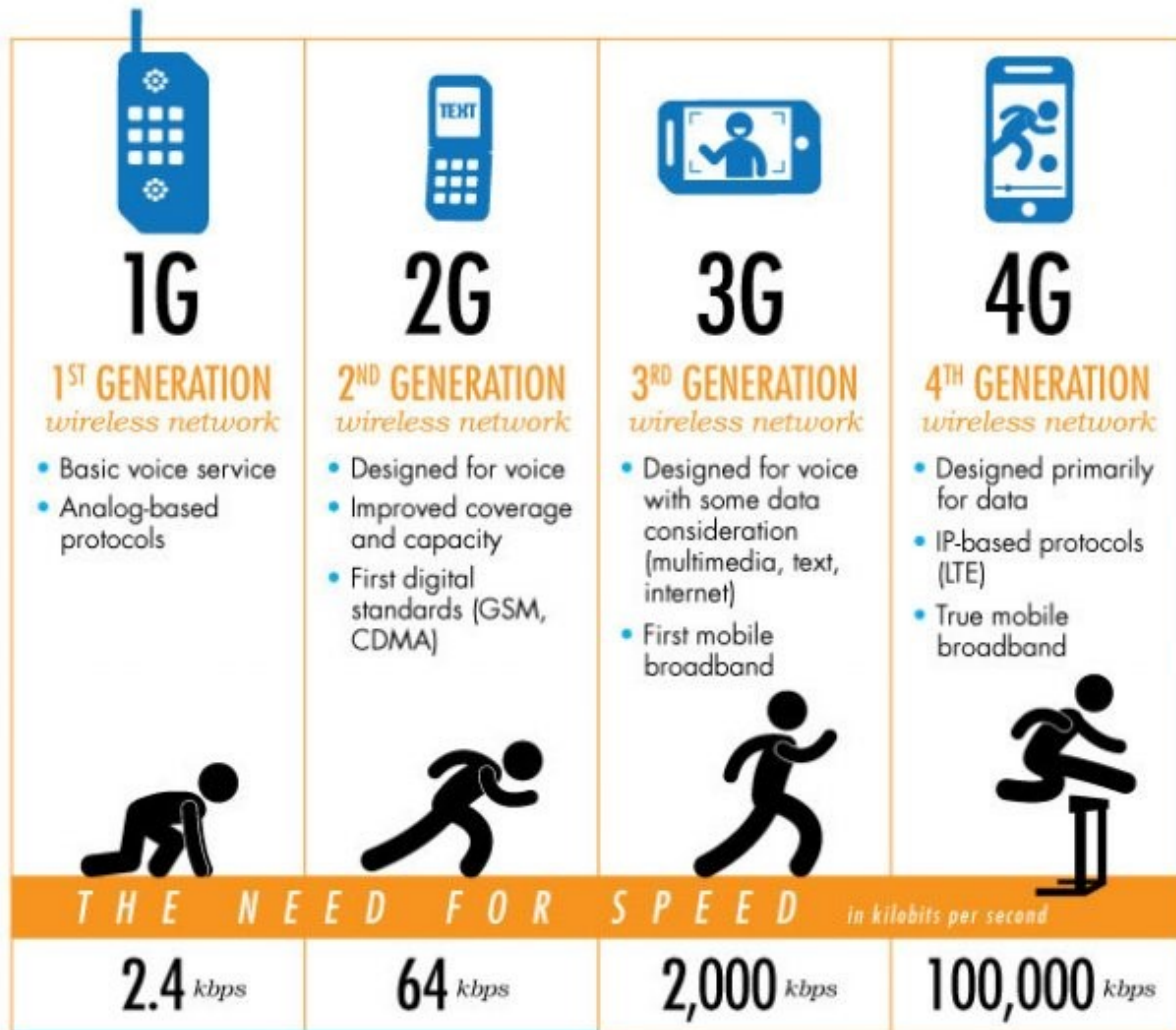 TEXT
1G
1ST GENERATION
wireless network
• Basic voice service
• Analog-based
protocols
2G
2ND GENERATION
wireless network
• Designed for voice
• Improved coverage
and capacity
• First digital
standards (GSM,
CDMA)
3G
3RD GENERATION
wireless network
• Designed for voice
with some data
consideration
(multimedia, text,
internet)
• First mobile
broadband
4G
4TH GENERATION
wireless network
• Designed primarily
for data
• IP-based protocols
(LTE)
• True mobile
broadband
THE NEED FOR SPEED in kilobits per second
2.4 kbps
64 kbps
2,000 kbps
100,000 kbps